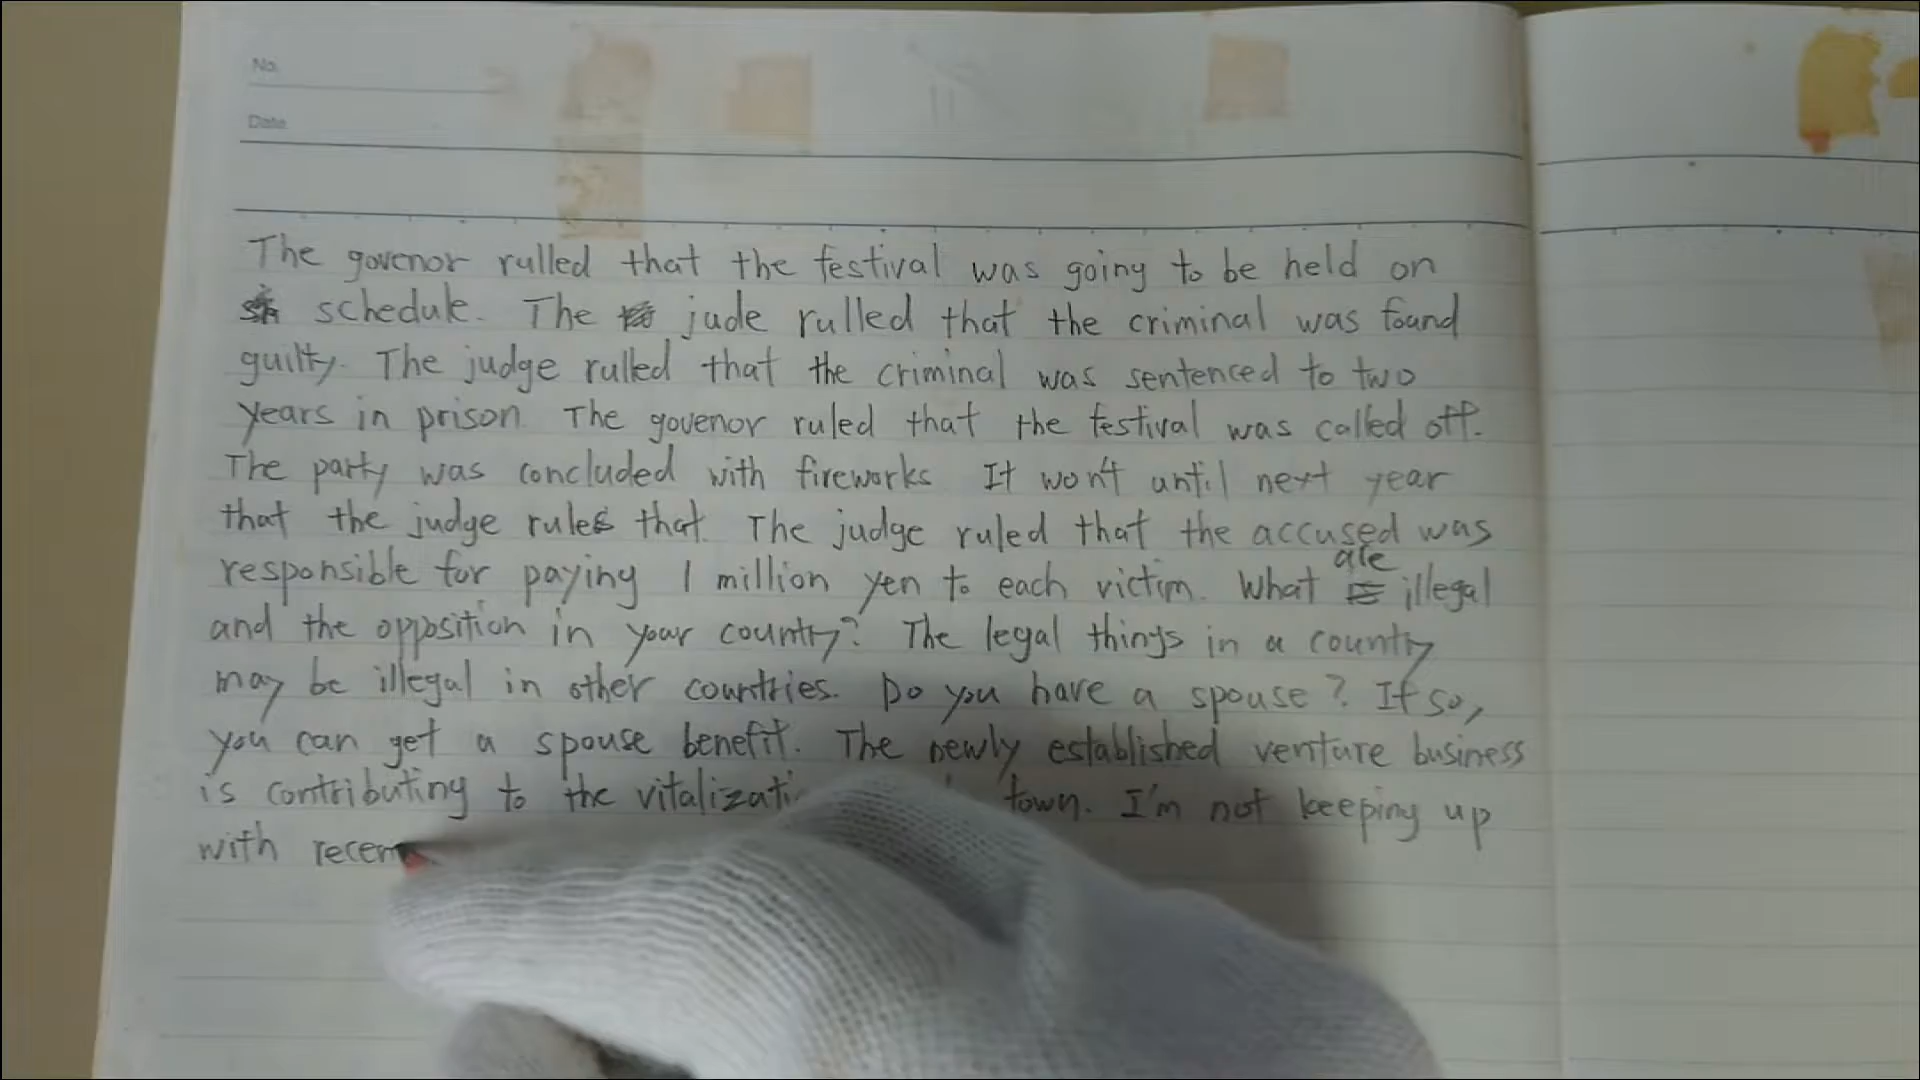 No.
Date
The govenor rulled that the festival was going to be held on
schedule. The jude rulled that the criminal was found
guilty. The judge rulled that the criminal was sentenced to two
years in prison. The govenor ruled that the festival was called off.
The party was concluded with fireworks. It won't until next year
that the judge rules that. The judge ruled that the accused was
responsible for paying 1 million yen to each victim. What are illegal
and the opposition in your country? The legal things in a country
may be illegal in other countries. Do you have a spouse? If so,
you can get a spouse benefit. The newly established venture business
is contributing to the town. I'm not keeping up
with